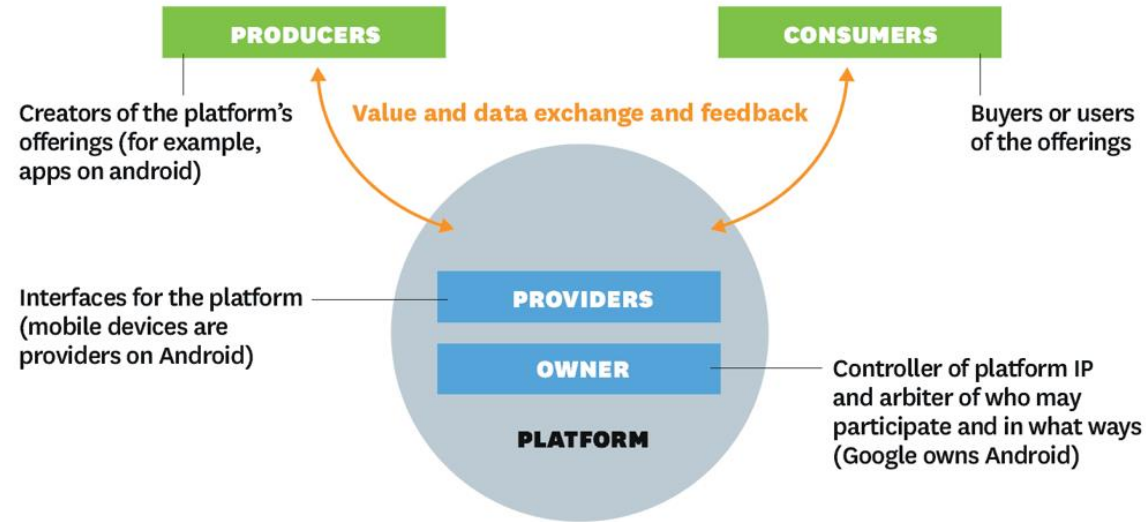 PRODUCERS
CONSUMERS
Creators of the platform's
offerings (for example,
apps on android)
Value and data exchange and feedback
Buyers or users
of the offerings
Interfaces for the platform
(mobile devices are
providers on Android)
PROVIDERS
OWNER
PLATFORM
Controller of platform IP
and arbiter of who may
participate and in what ways
(Google owns Android)